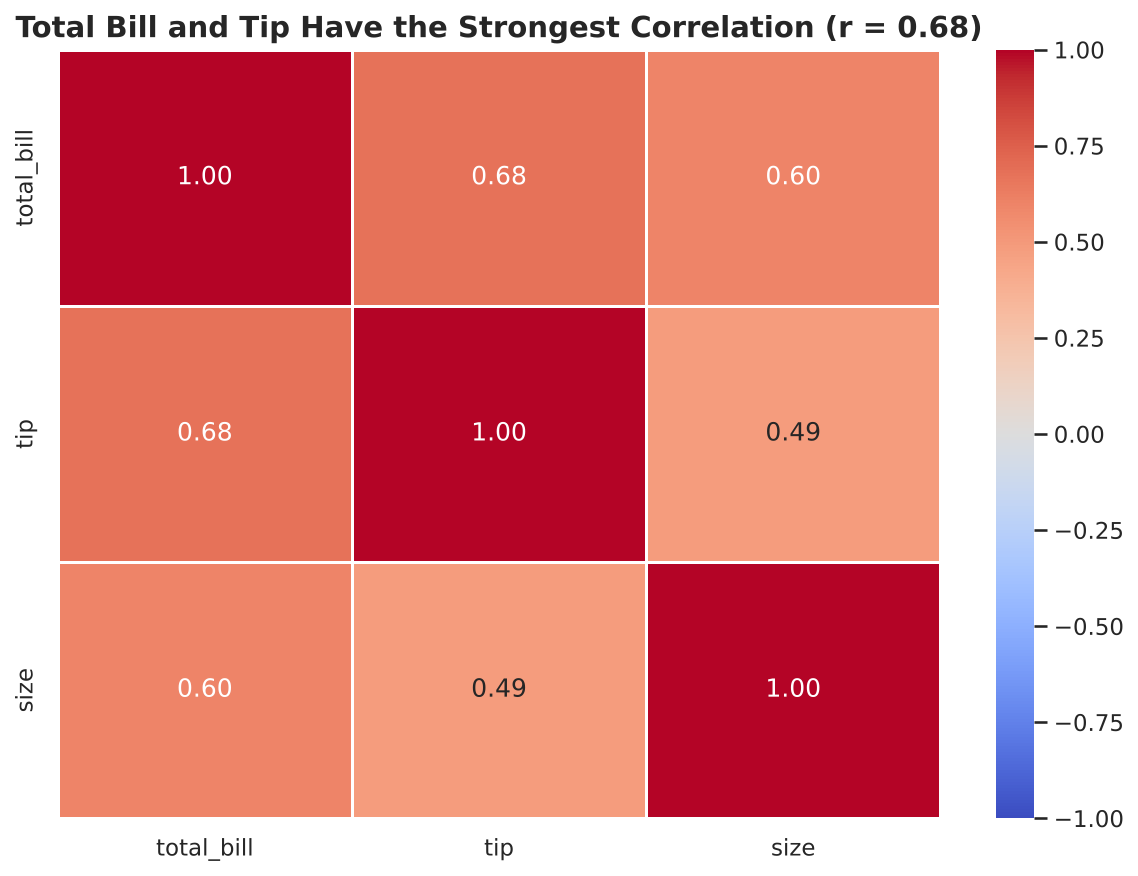 Total Bill and Tip Have the Strongest Correlation (r = 0.68)
total_bill
1.00 0.68 0.60
tip
0.68 1.00 0.49
size
0.60 0.49 1.00
total_bill tip size
1.00
0.75
0.50
0.25
0.00
−0.25
−0.50
−0.75
−1.00